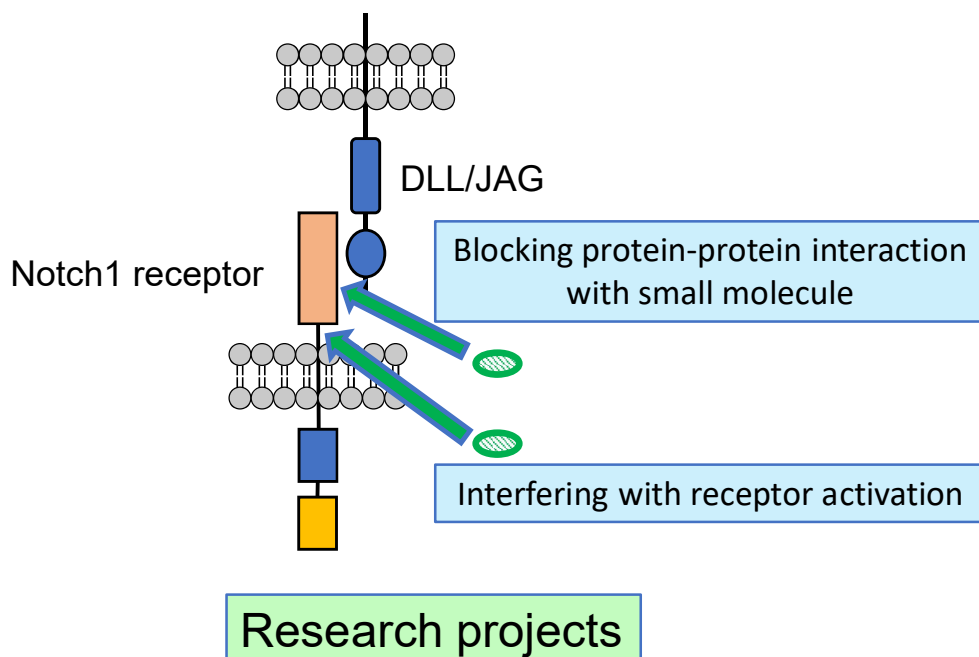 DLL/JAG
Notch1 receptor
Blocking protein-protein interaction
with small molecule
Interfering with receptor activation
Research projects